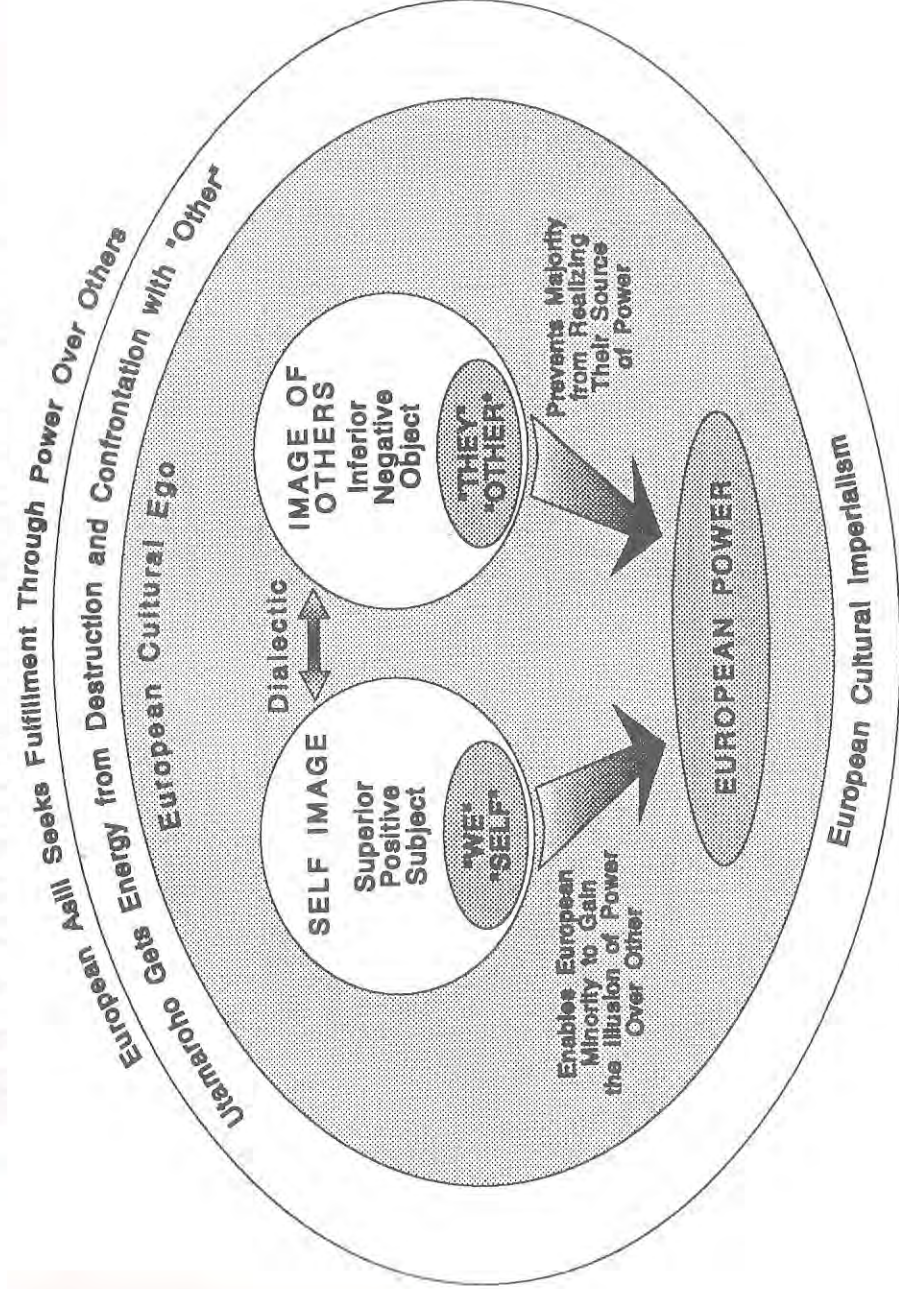 European Asili Seeks Fulfillment Through Power Over Others
Utamaroho Gets Energy from Destruction and Confrontation with "Other"
European Cultural Ego
Dialectic
SELF IMAGE
Superior
Positive
Subject
"WE"
"SELF"
IMAGE OF
OTHERS
Inferior
Negative
Object
"THEY"
"OTHER"
Enables European
Minority to Gain
the Illusion of Power
Over Other
Prevents Majority
from Realizing
Their Source
of Power
EUROPEAN POWER
European Cultural Imperialism